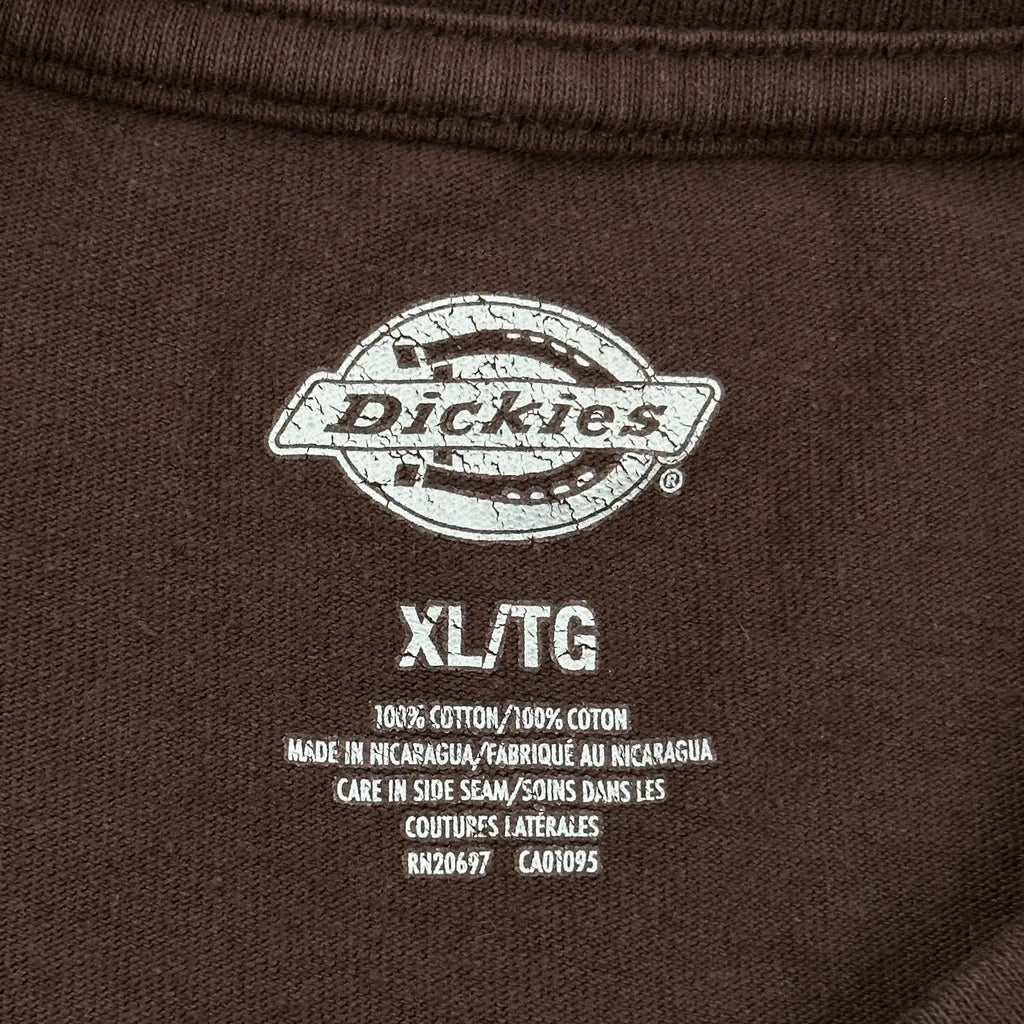 Dickies®
XL/TG
100% COTTON/100% COTON
MADE IN NICARAGUA/FABRIQUÉ AU NICARAGUA
CARE IN SIDE SEAM/SOINS DANS LES
COUTURES LATÉRALES
RN20697 CA01095